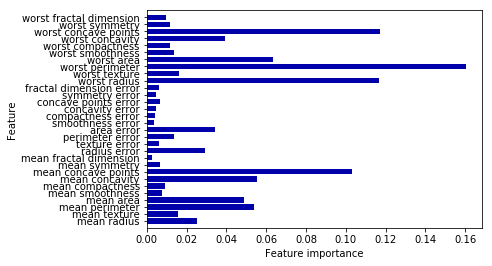 worst fractal dimension
worst symmetry
worst concave points
worst concavity
worst compactness
worst smoothness
worst area
worst perimeter
worst texture
worst radius
fractal dimension error
symmetry error
concave points error
concavity error
compactness error
smoothness error
area error
perimeter error
texture error
radius error
mean fractal dimension
mean symmetry
mean concave points
mean concavity
mean compactness
mean smoothness
mean area
mean perimeter
mean texture
mean radius
Feature
0.00 0.02 0.04 0.06 0.08 0.10 0.12 0.14 0.16
Feature importance